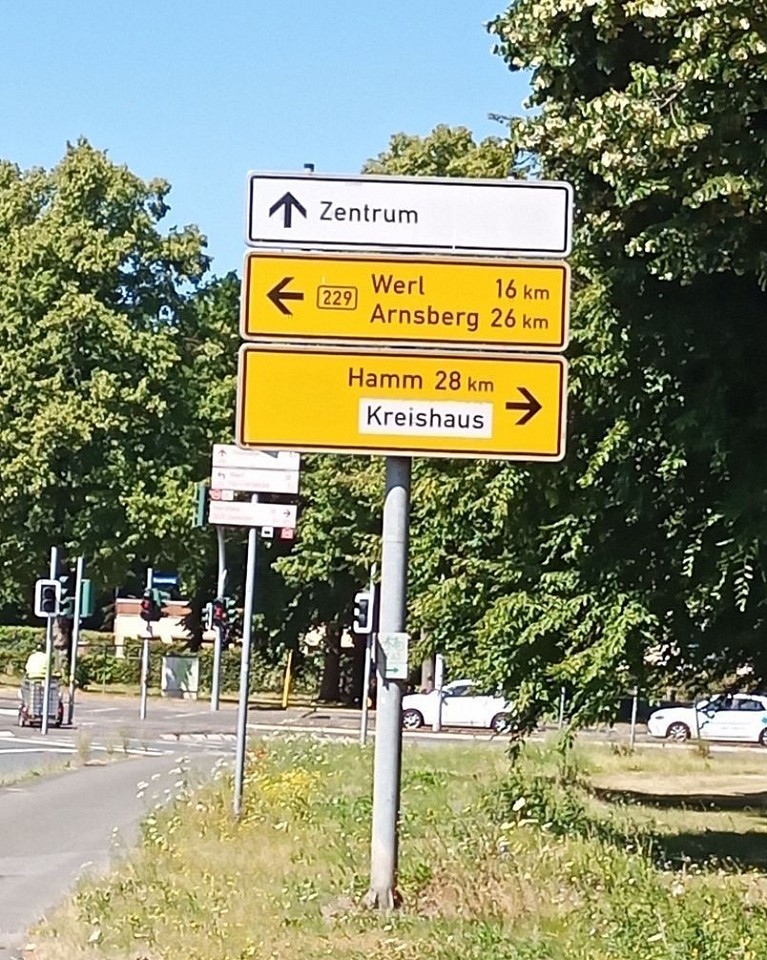 Zentrum
229 Werl 16 km
Arnsberg 26 km
Hamm 28 km
Kreishaus